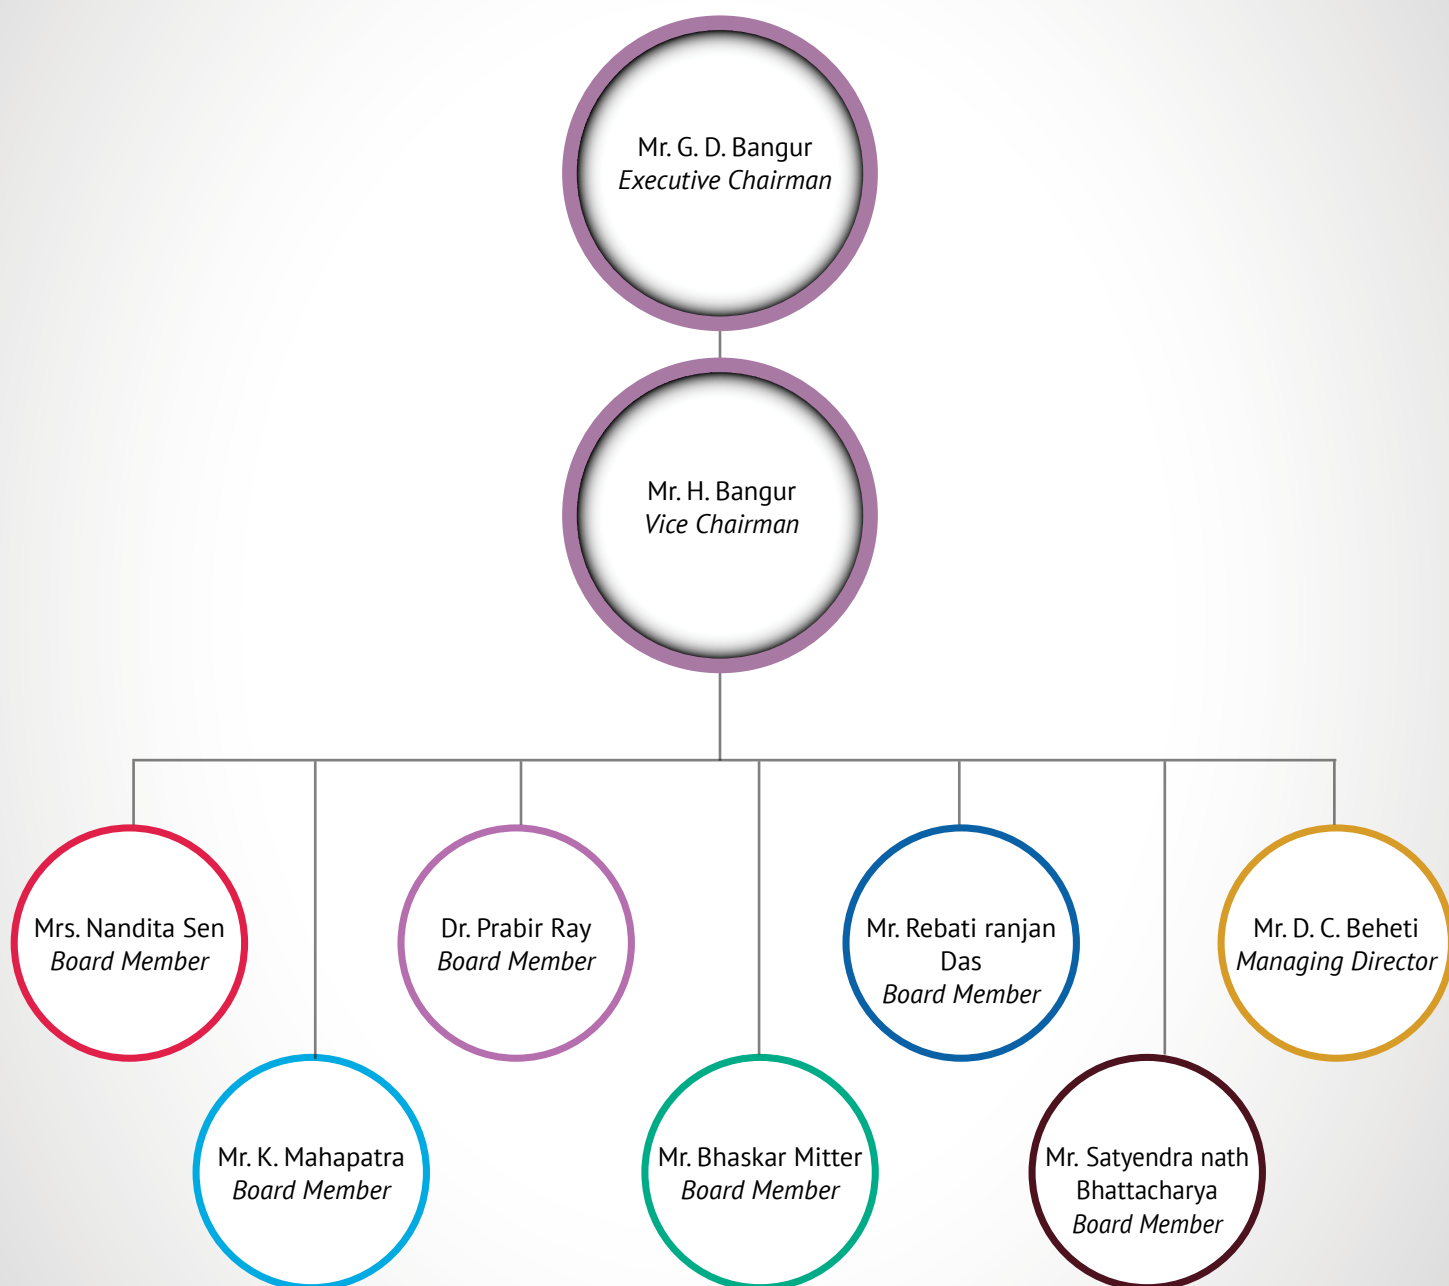 Mr. G. D. Bangur
Executive Chairman
Mr. H. Bangur
Vice Chairman
Mrs. Nandita Sen
Board Member
Dr. Prabir Ray
Board Member
Mr. Rebati ranjan
Das
Board Member
Mr. D. C. Beheti
Managing Director
Mr. K. Mahapatra
Board Member
Mr. Bhaskar Mitter
Board Member
Mr. Satyendra nath
Bhattacharya
Board Member